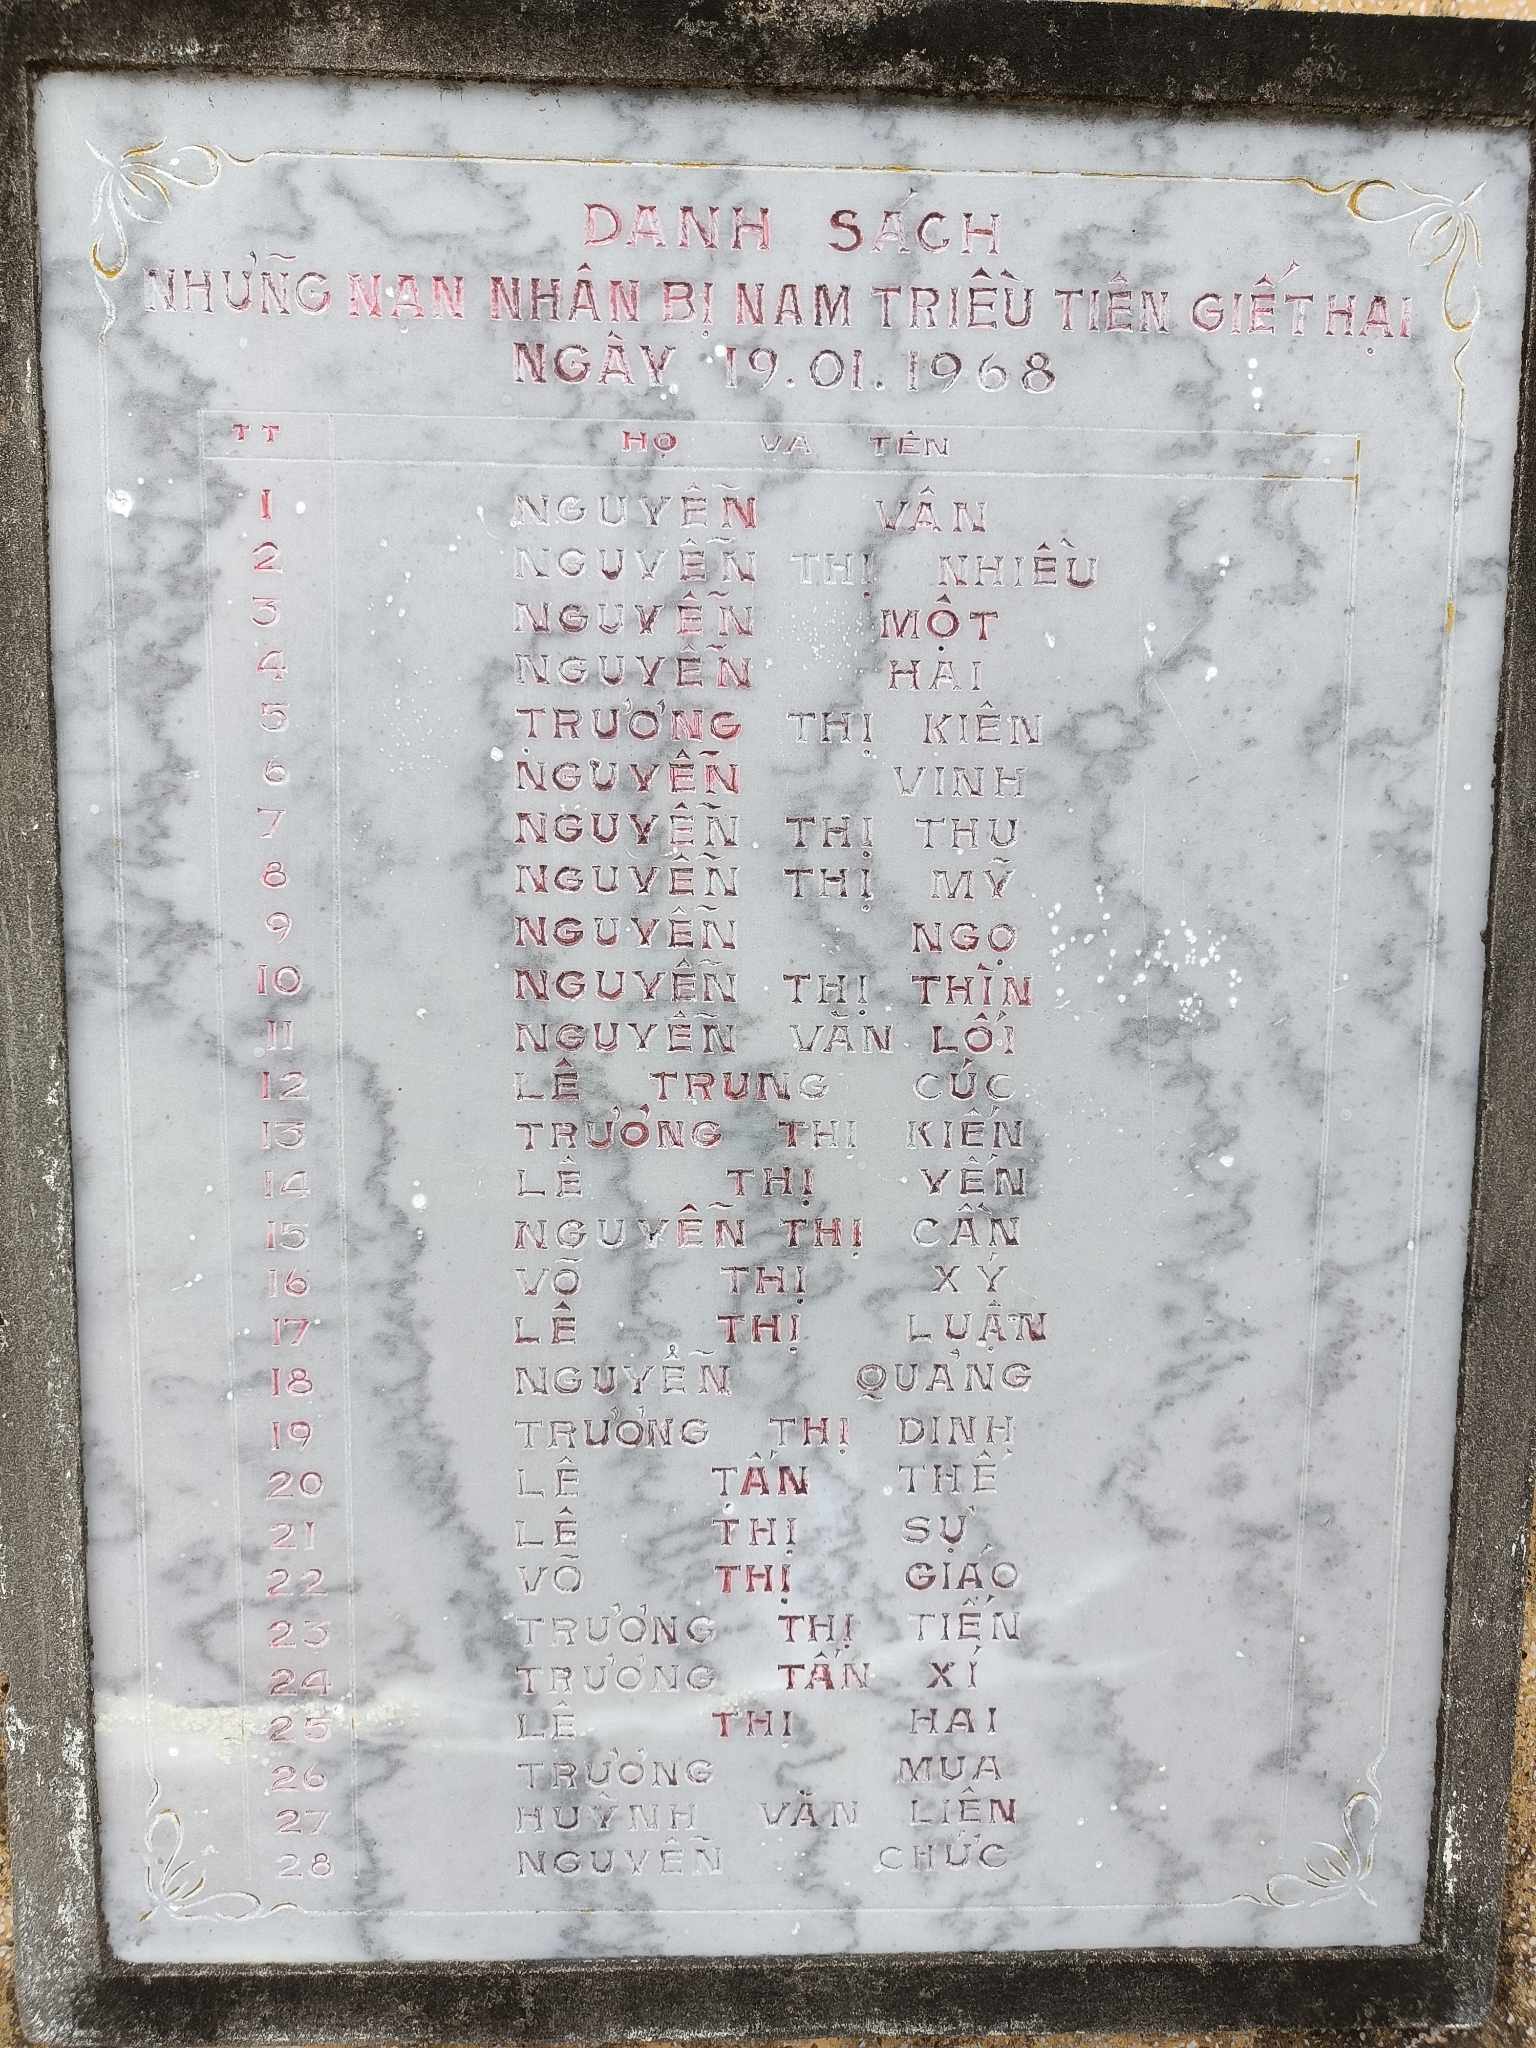 DANH SÁCH
NHỮNG NẠN NHÂN BỊ NAM TRIỀU TIÊN GIẾT HẠI
NGÀY 19.01.1968
TT HỌ VÀ TÊN
1 NGUYỄN VÂN
2 NGUYỄN THỊ NHIỀU
3 NGUYỄN MỘT
4 NGUYỄN HAI
5 TRƯƠNG THỊ KIÊN
6 NGUYỄN VINH
7 NGUYỄN THỊ THU
8 NGUYỄN THỊ MỸ
9 NGUYỄN NGỌ
10 NGUYỄN THỊ THÌN
11 NGUYỄN VĂN LỐI
12 LÊ TRUNG CÚC
13 TRƯƠNG THỊ KIẾN
14 LÊ THỊ YẾN
15 NGUYỄN THỊ CẦN
16 VÕ THỊ XÝ
17 LÊ THỊ LUẬN
18 NGUYỄN QUẢNG
19 TRƯƠNG THỊ DINH
20 LÊ TẤN THẾ
21 LÊ THỊ SỰ
22 VÕ THỊ GIÁO
23 TRƯƠNG THỊ TIẾN
24 TRƯƠNG TẤN XÍ
25 LÊ THỊ HAI
26 TRƯƠNG MUA
27 HUỲNH VĂN LIÊN
28 NGUYỄN CHỨC